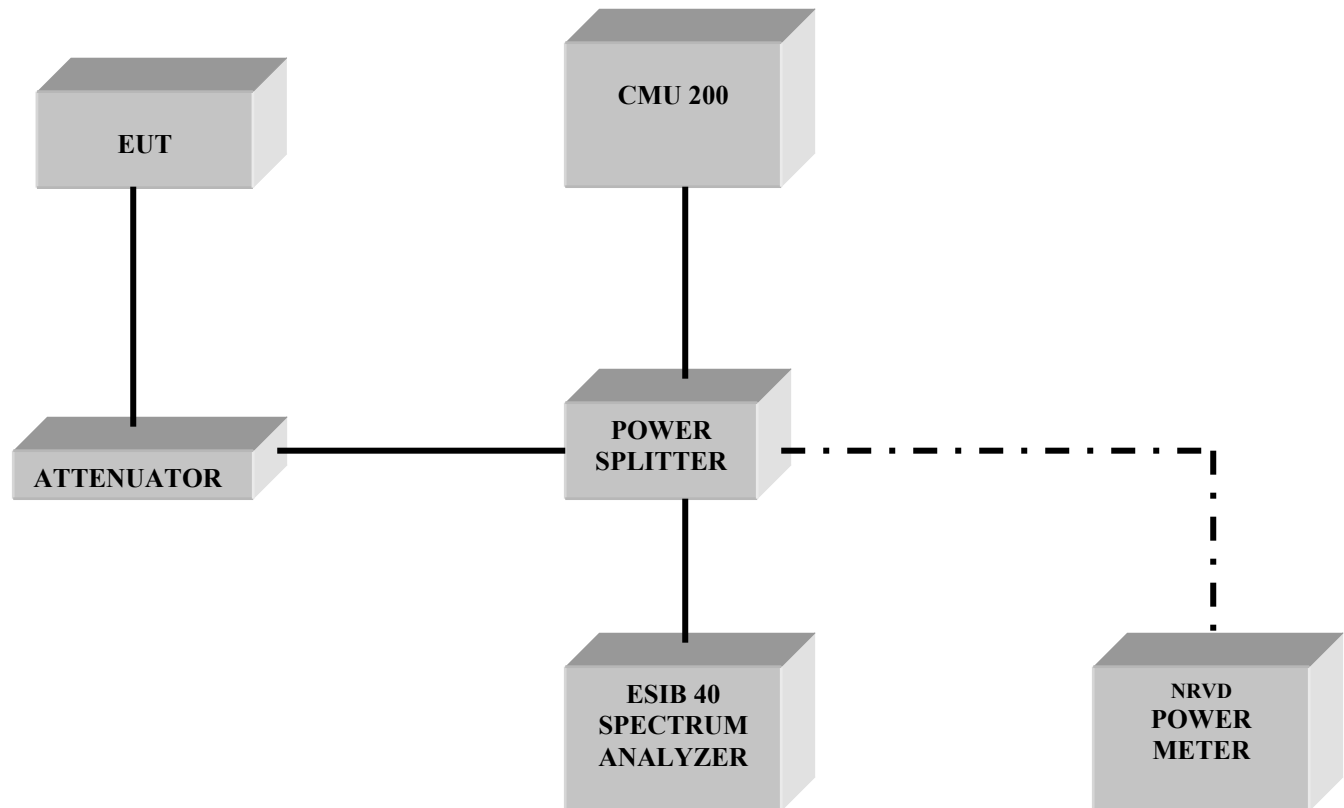 EUT
CMU 200
ATTENUATOR
POWER
SPLITTER
ESIB 40
SPECTRUM
ANALYZER
NRVD
POWER
METER